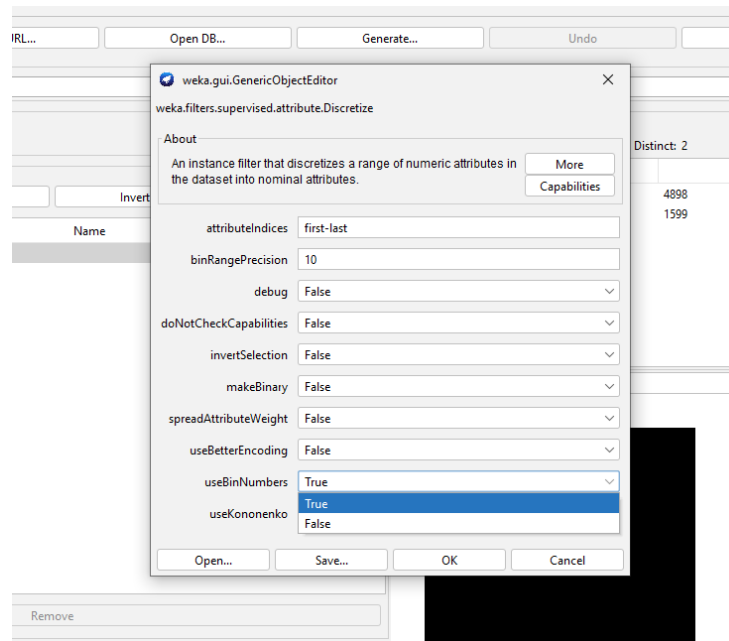 RL...
Open DB...
Generate...
Undo
weka.gui.GenericObjectEditor
weka.filters.supervised.attribute.Discretize
About
An instance filter that discretizes a range of numeric attributes in
the dataset into nominal attributes.
More
Capabilities
Distinct: 2
4898
1599
Invert
Name
attributeIndices first-last
binRangePrecision 10
debug False
doNotCheckCapabilities False
invertSelection False
makeBinary False
spreadAttributeWeight False
useBetterEncoding False
useBinNumbers True
True
False
useKononenko
Open...
Save...
OK
Cancel
Remove